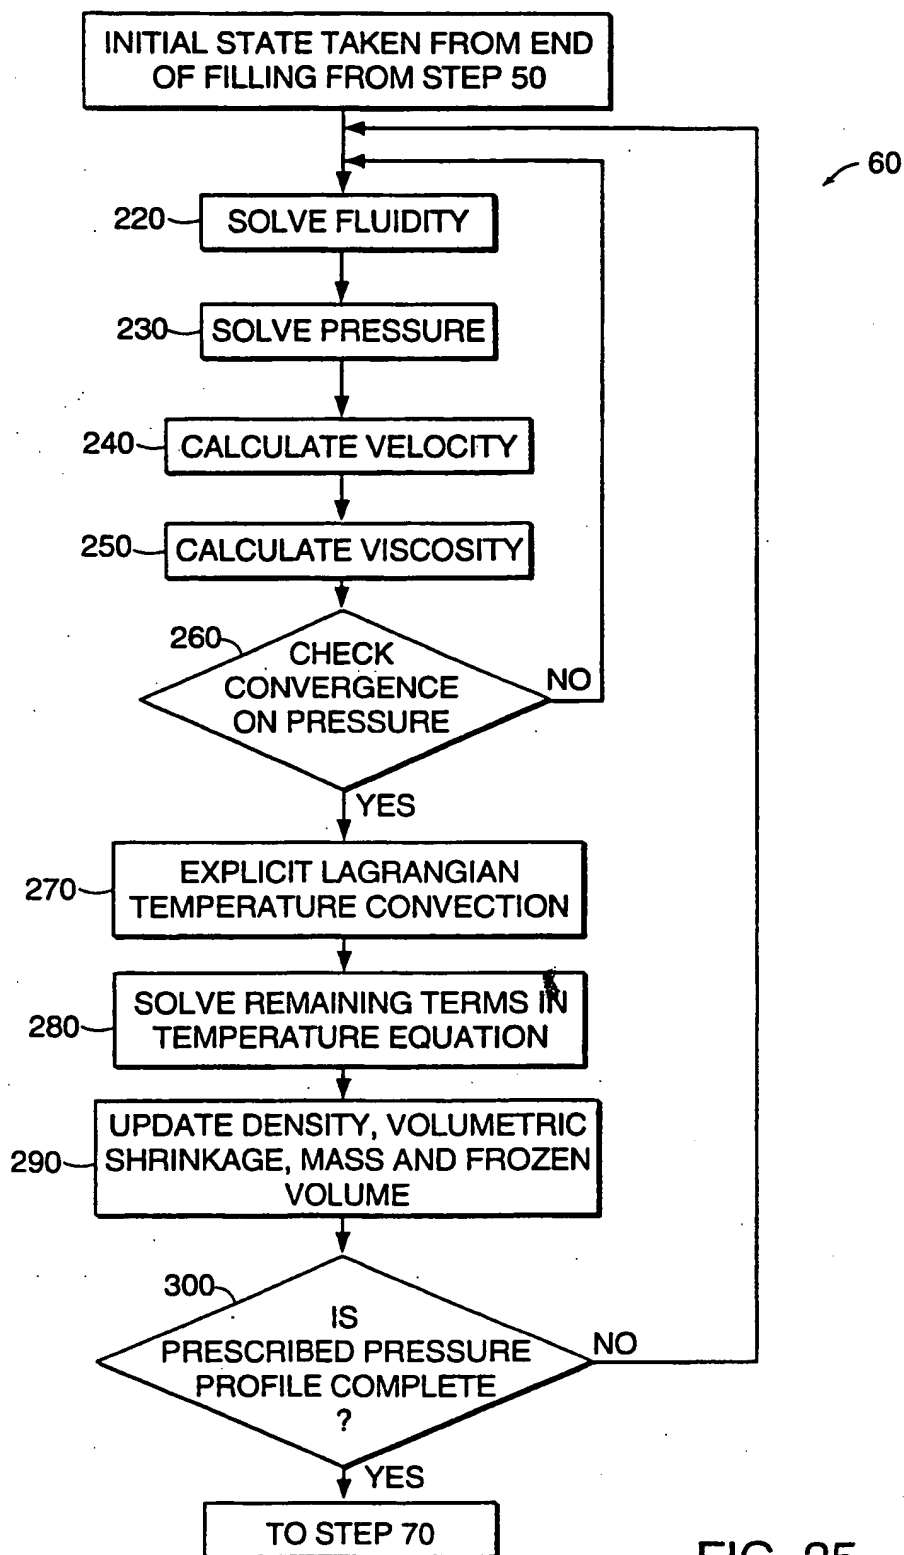 INITIAL STATE TAKEN FROM END
OF FILLING FROM STEP 50
60
220
SOLVE FLUIDITY
230
SOLVE PRESSURE
240
CALCULATE VELOCITY
250
CALCULATE VISCOSITY
260
CHECK
CONVERGENCE
ON PRESSURE
NO
YES
270
EXPLICIT LAGRANGIAN
TEMPERATURE CONVECTION
280
SOLVE REMAINING TERMS IN
TEMPERATURE EQUATION
290
UPDATE DENSITY, VOLUMETRIC
SHRINKAGE, MASS AND FROZEN
VOLUME
300
IS
PRESCRIBED PRESSURE
PROFILE COMPLETE
?
NO
YES
TO STEP 70